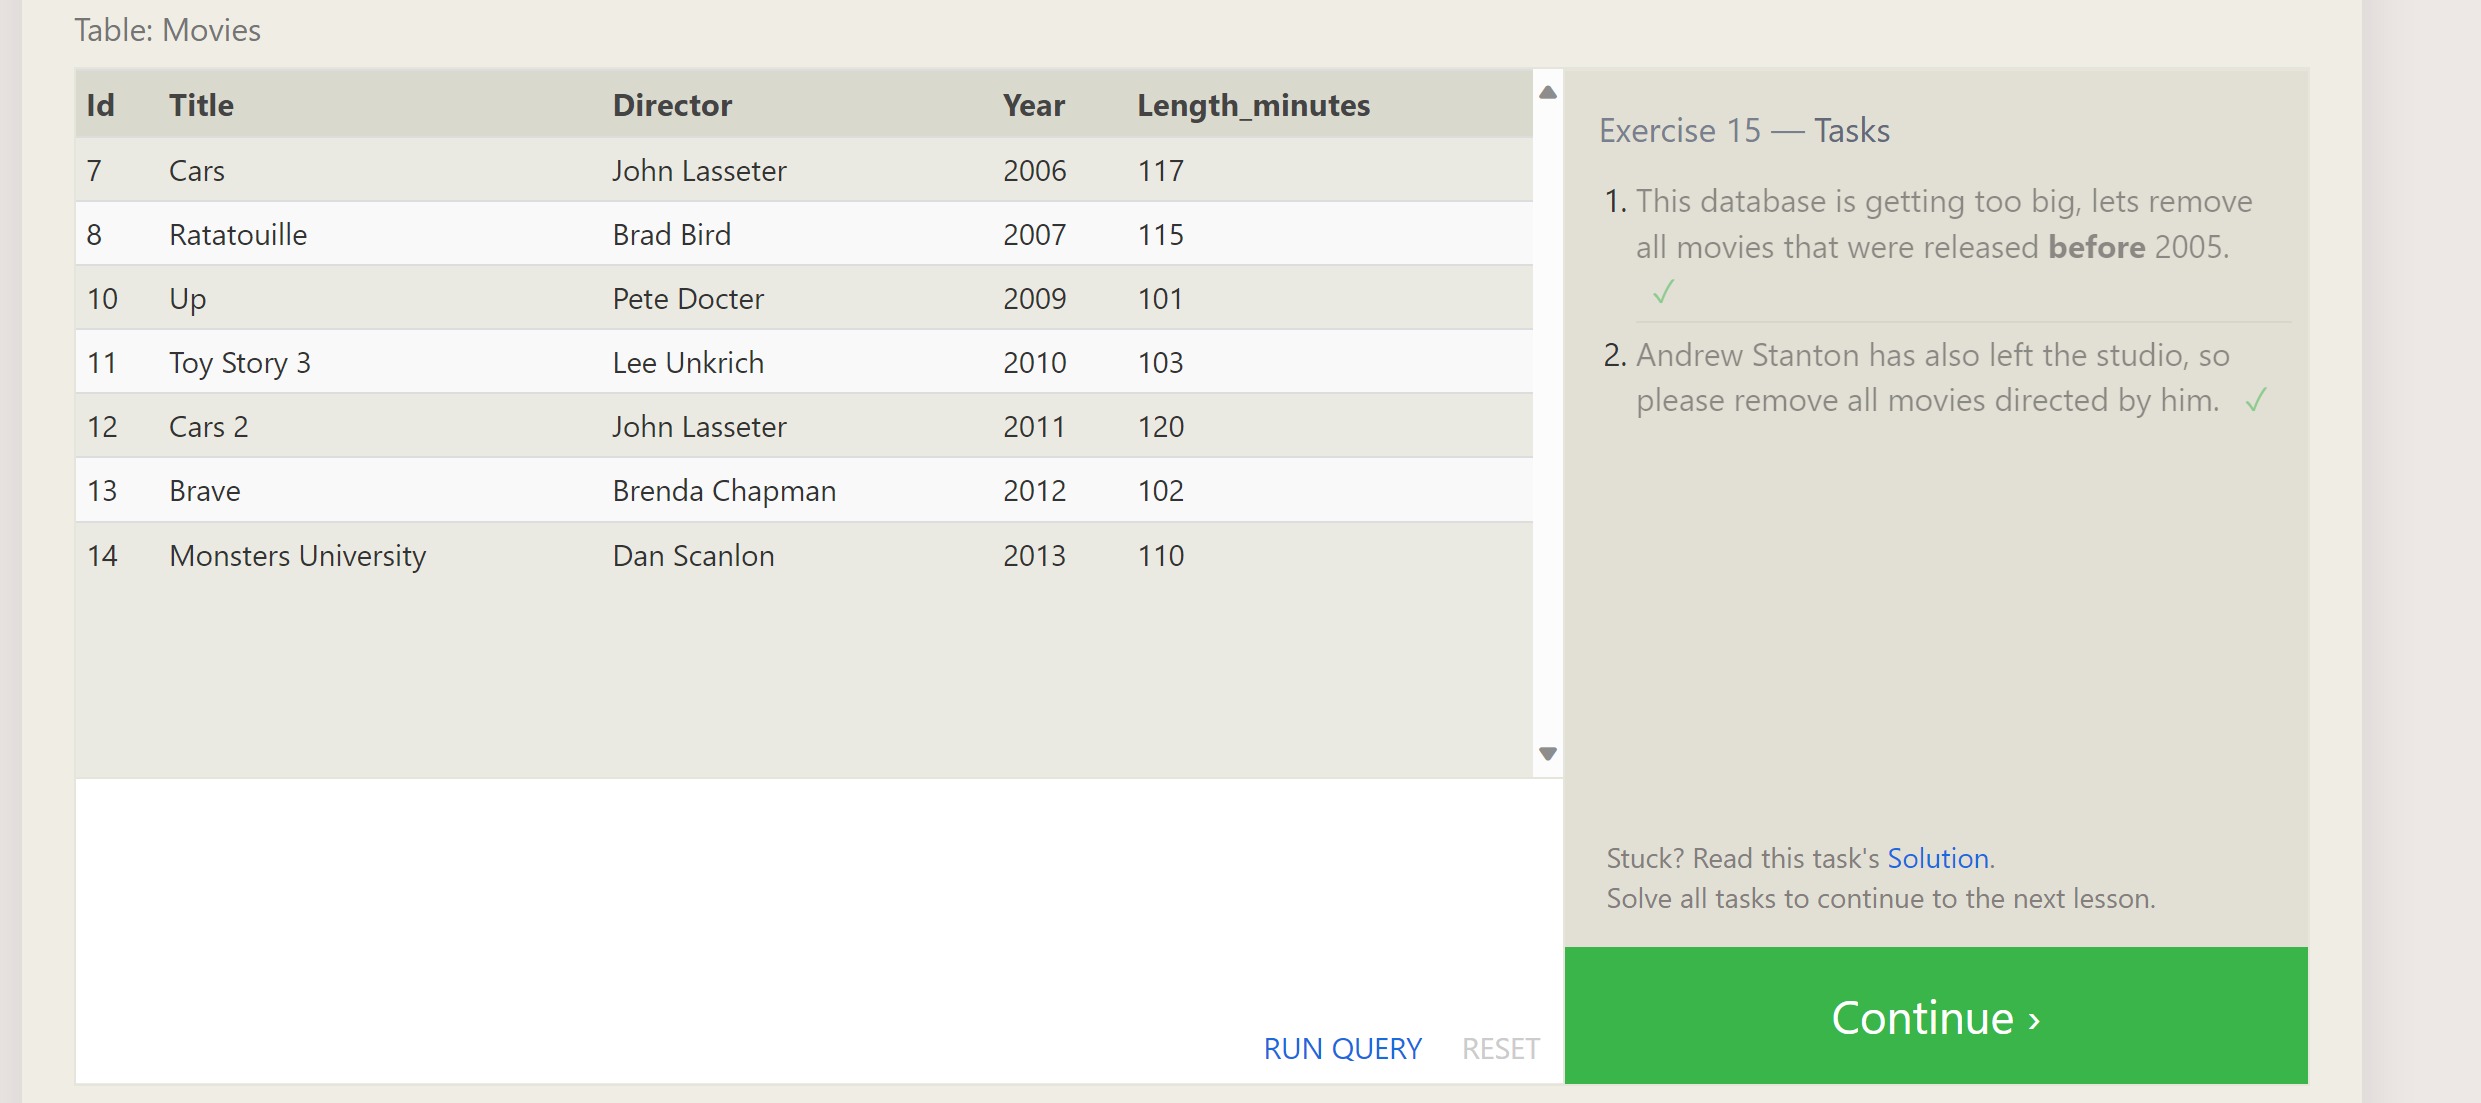 Table: Movies
Id Title Director Year Length_minutes
7 Cars John Lasseter 2006 117
8 Ratatouille Brad Bird 2007 115
10 Up Pete Docter 2009 101
11 Toy Story 3 Lee Unkrich 2010 103
12 Cars 2 John Lasseter 2011 120
13 Brave Brenda Chapman 2012 102
14 Monsters University Dan Scanlon 2013 110
RUN QUERY RESET
Exercise 15 — Tasks
1. This database is getting too big, lets remove
all movies that were released before 2005.
✓
2. Andrew Stanton has also left the studio, so
please remove all movies directed by him. ✓
Stuck? Read this task's Solution.
Solve all tasks to continue to the next lesson.
Continue ›